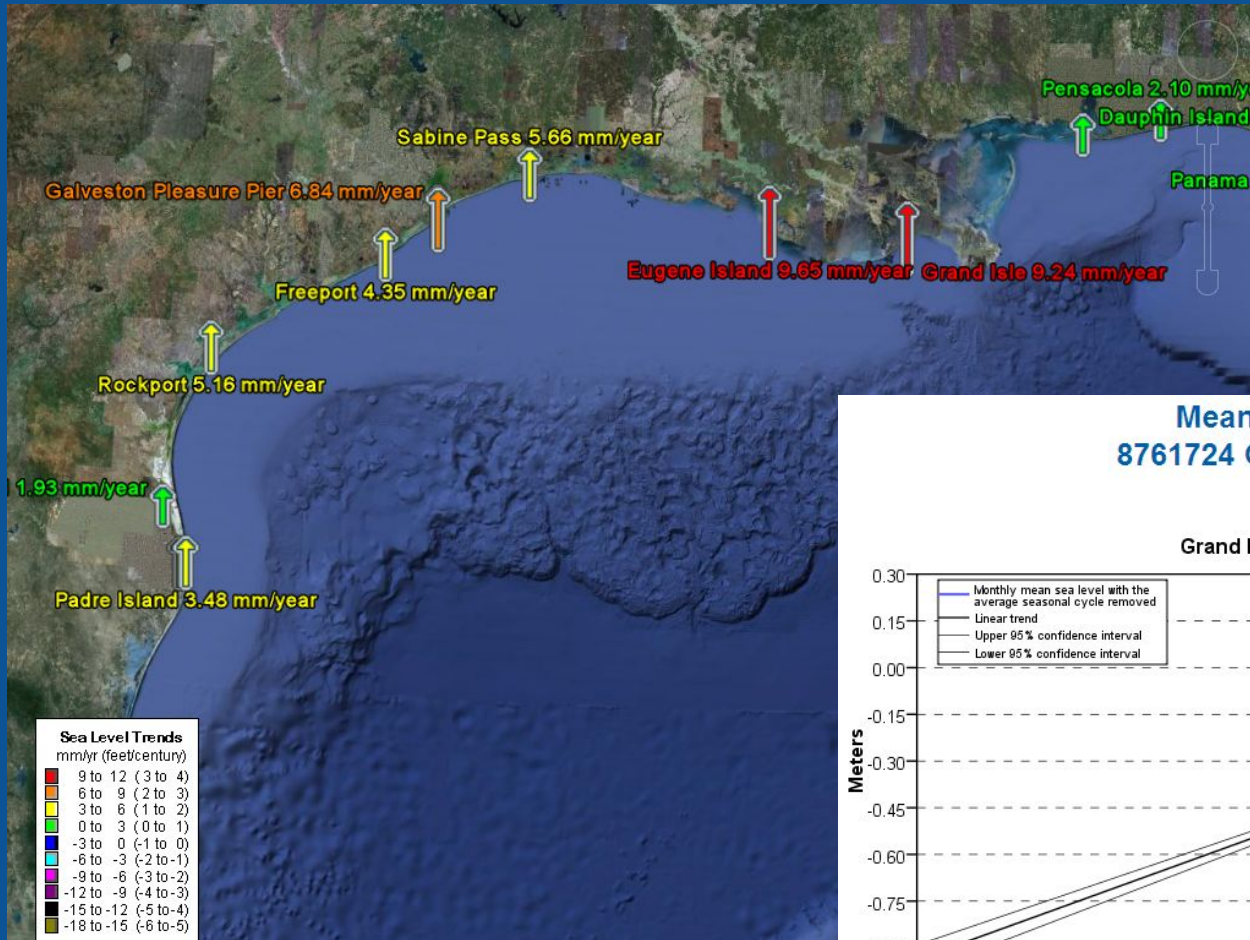 Pensacola 2.10 mm/y
Dauphin Island
Sabine Pass 5.66 mm/year
Panama
Galveston Pleasure Pier 6.84 mm/year
Eugene Island 9.65 mm/year
Grand Isle 9.24 mm/year
Freeport 4.35 mm/year
Rockport 5.16 mm/year
1.93 mm/year
Padre Island 3.48 mm/year
Sea Level Trends
mm/yr (feet/century)
9 to 12 (3 to 4)
6 to 9 (2 to 3)
3 to 6 (1 to 2)
0 to 3 (0 to 1)
-3 to 0 (-1 to 0)
-6 to -3 (-2 to -1)
-9 to -6 (-3 to -2)
-12 to -9 (-4 to -3)
-15 to -12 (-5 to -4)
-18 to -15 (-6 to -5)
Mean
8761724
Grand
0.30
0.15
0.00
-0.15
-0.30
-0.45
-0.60
-0.75
Meters
Monthly mean sea level with the
average seasonal cycle removed
Linear trend
Upper 95% confidence interval
Lower 95% confidence interval